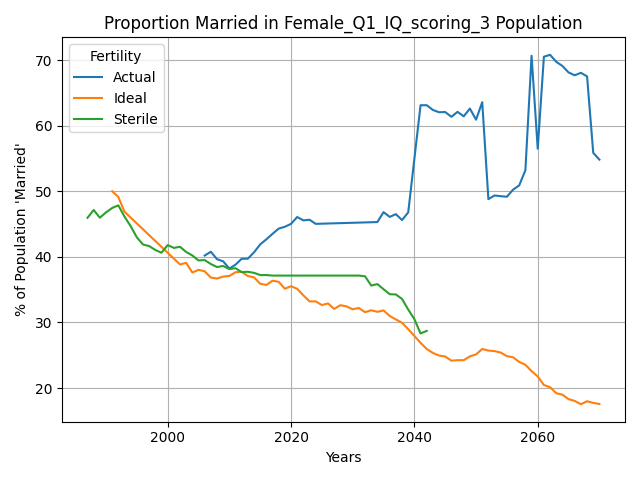 Proportion Married in Female_Q1_IQ_scoring_3 Population
Fertility
Actual
Ideal
Sterile
% of Population 'Married'
70
60
50
40
30
20
2000
2020
2040
2060
Years